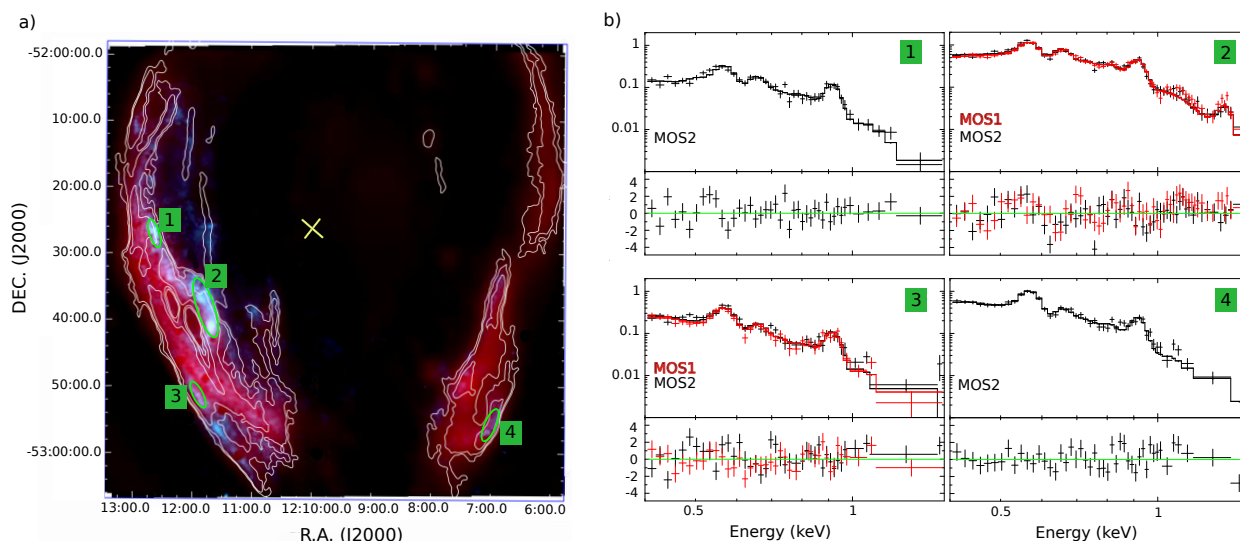 a)
-52:00:00.0
10:00.0
20:00.0
30:00.0
40:00.0
50:00.0
-53:00:00.0
DEC. (J2000)
1
2
3
4
13:00.0 12:00.0 11:00.0 12:10:00.0 9:00.0 8:00.0 7:00.0 6:00.0
R.A. (J2000)
b)
1
0.1
0.01
MOS2
1
4
2
0
-2
-4
2
MOS1
MOS2
1
0.1
0.01
MOS1
MOS2
3
4
2
0
-2
-4
0.5 1
Energy (keV)
4
MOS2
0.5 1
Energy (keV)